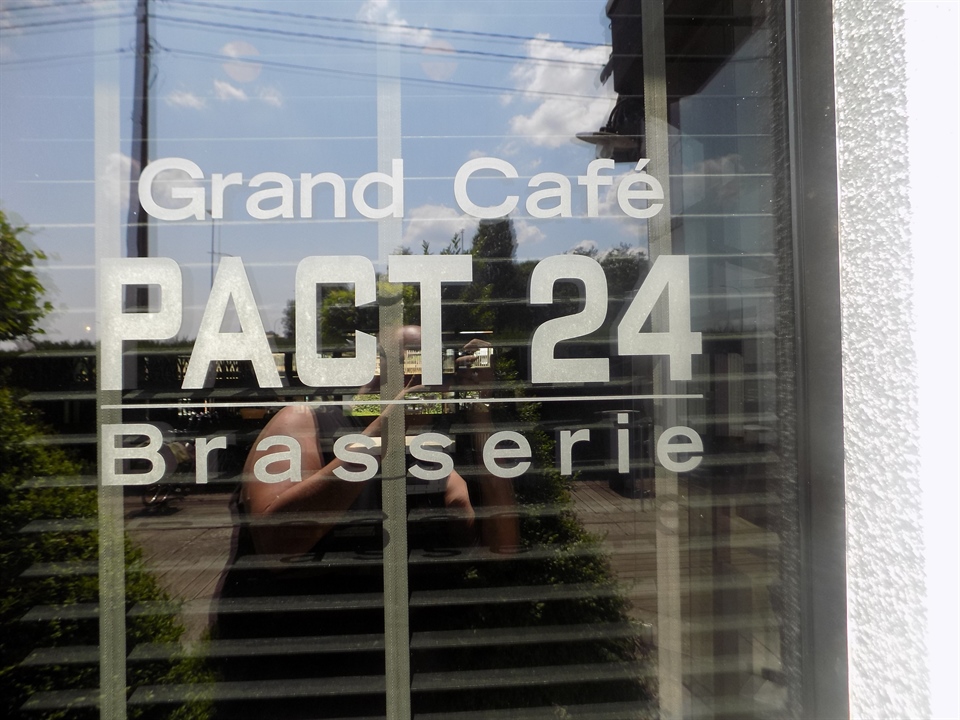 Grand Café
PACT 24
Brasserie